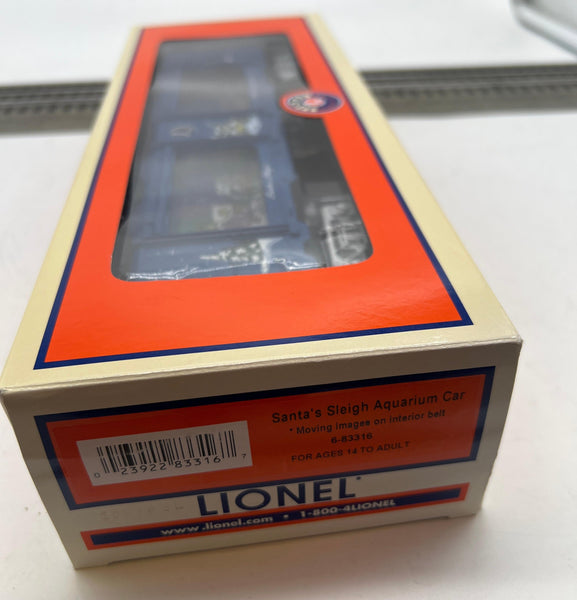 Santa's Sleigh Aquarium Car
* Moving images on interior belt
6-83316
FOR AGES 14 TO ADULT
0 23922 83316 7
LIONEL®
www.lionel.com • 1-800-4LIONEL